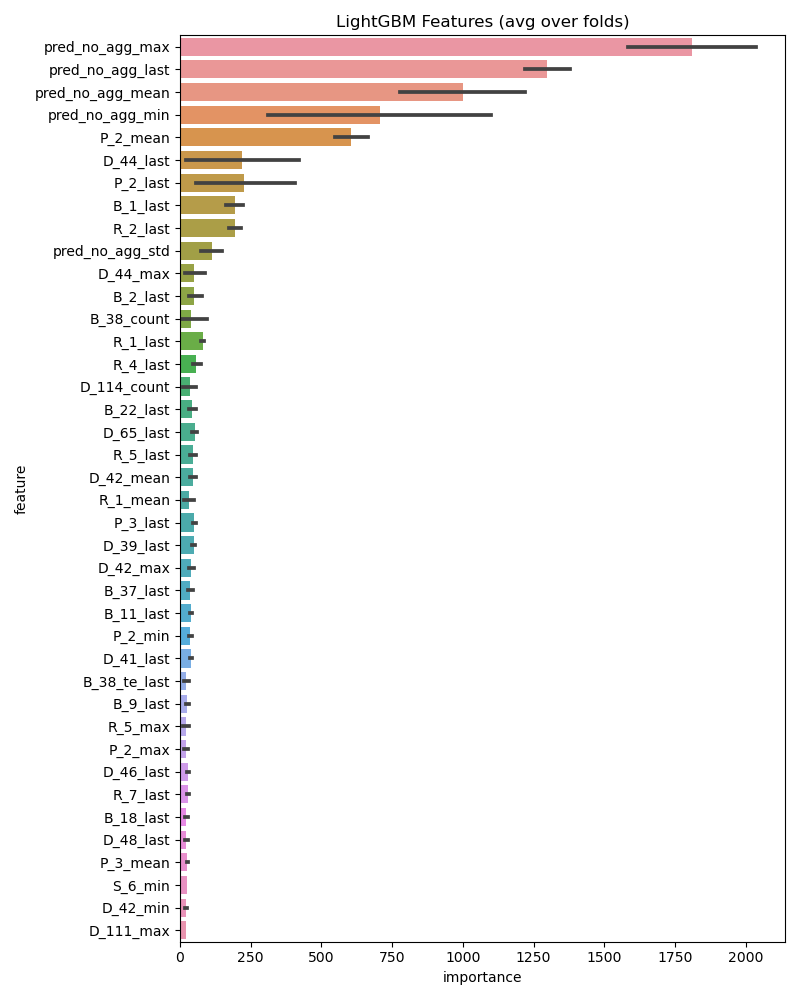 LightGBM Features (avg over folds)
pred_no_agg_max
pred_no_agg_last
pred_no_agg_mean
pred_no_agg_min
P_2_mean
D_44_last
P_2_last
B_1_last
R_2_last
pred_no_agg_std
D_44_max
B_2_last
B_38_count
R_1_last
R_4_last
D_114_count
B_22_last
D_65_last
R_5_last
D_42_mean
R_1_mean
P_3_last
D_39_last
D_42_max
B_37_last
B_11_last
P_2_min
D_41_last
B_38_te_last
B_9_last
R_5_max
P_2_max
D_46_last
R_7_last
B_18_last
D_48_last
P_3_mean
S_6_min
D_42_min
D_111_max
feature
0 250 500 750 1000 1250 1500 1750 2000
importance